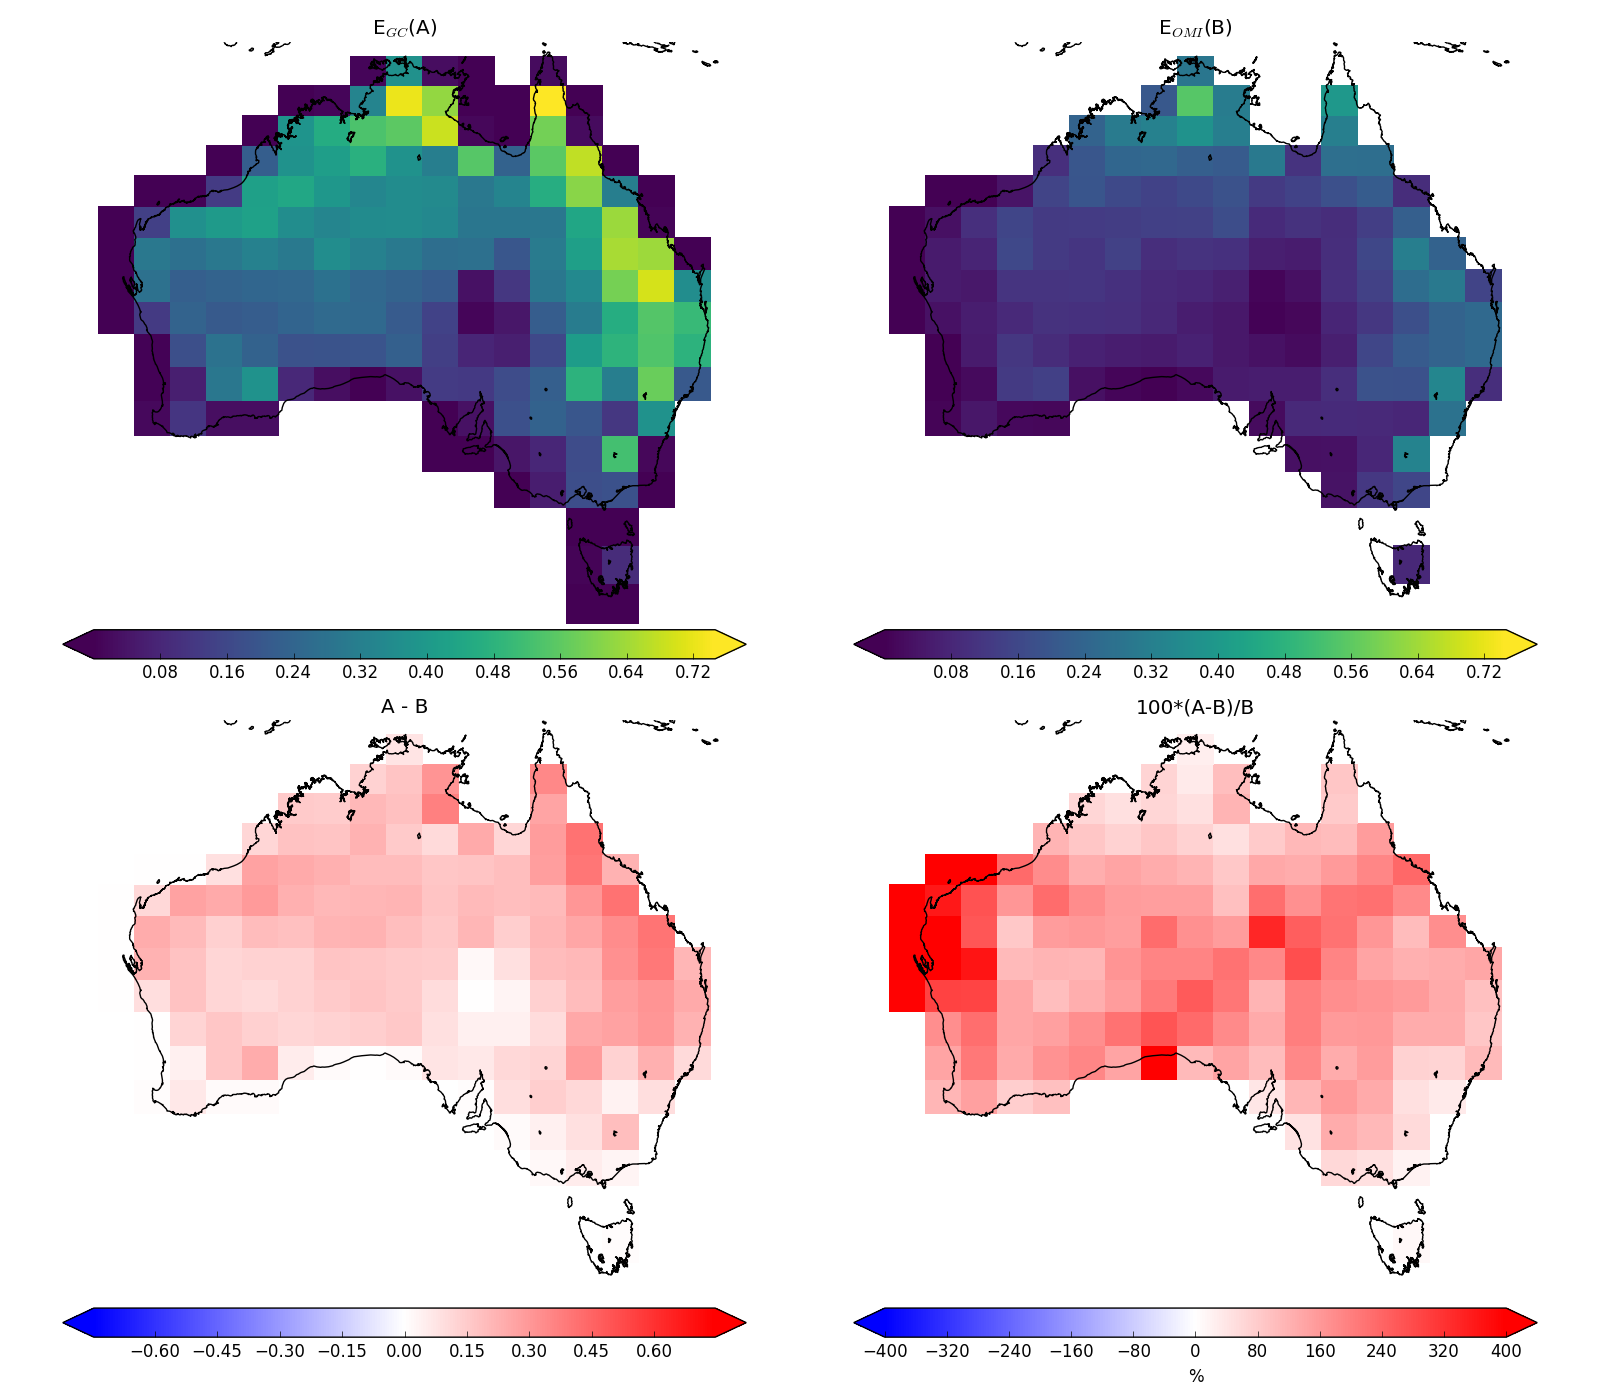 E_GC(A)
E_OMI(B)
0.08 0.16 0.24 0.32 0.40 0.48 0.56 0.64 0.72
0.08 0.16 0.24 0.32 0.40 0.48 0.56 0.64 0.72
A - B
100*(A-B)/B
−0.60 −0.45 −0.30 −0.15 0.00 0.15 0.30 0.45 0.60
−400 −320 −240 −160 −80 0 80 160 240 320 400
%